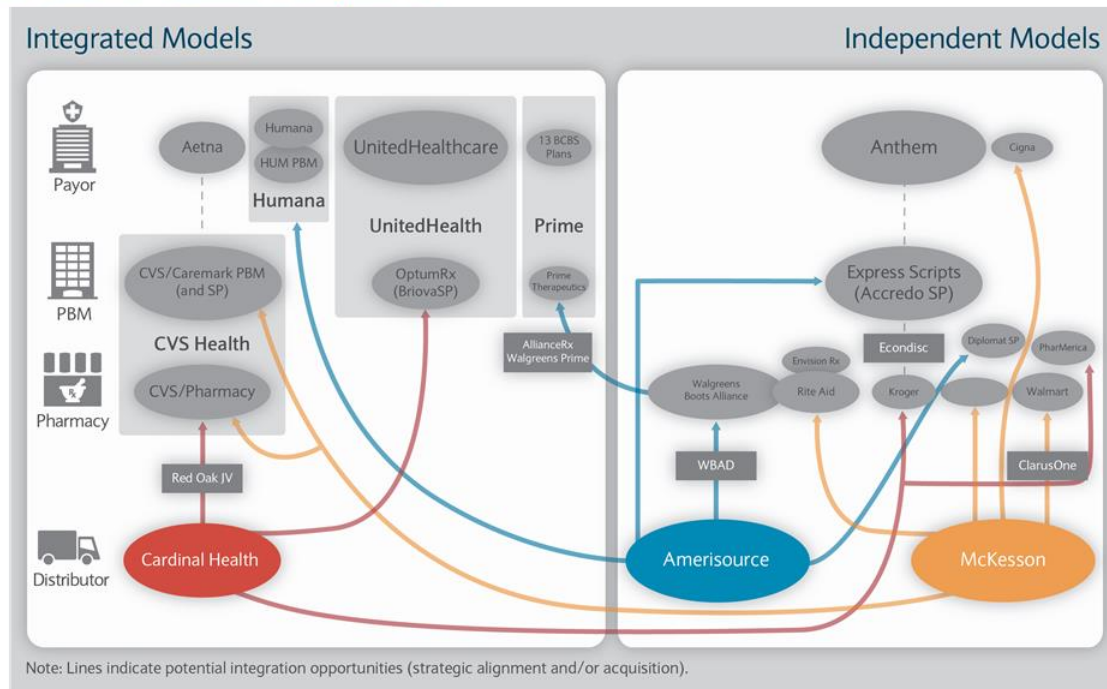 Integrated Models
Independent Models
Payor
Aetna
Humana
HUM PBM
Humana
UnitedHealthcare
UnitedHealth
13 BCBS
Plans
Prime
Anthem
Cigna
PBM
CVS/Caremark PBM
(and SP)
OptumRx
(BriovaSP)
Prime
Therapeutics
Express Scripts
(Accredo SP)
CVS Health
AllianceRx
Walgreens Prime
Econdisc
Diplomat SP
PharMerica
Pharmacy
CVS/Pharmacy
Walgreens
Boots Alliance
Envision Rx
Rite Aid
Kroger
Walmart
Red Oak JV
WBAD
ClarusOne
Distributor
Cardinal Health
Amerisource
McKesson
Note: Lines indicate potential integration opportunities (strategic alignment and/or acquisition).